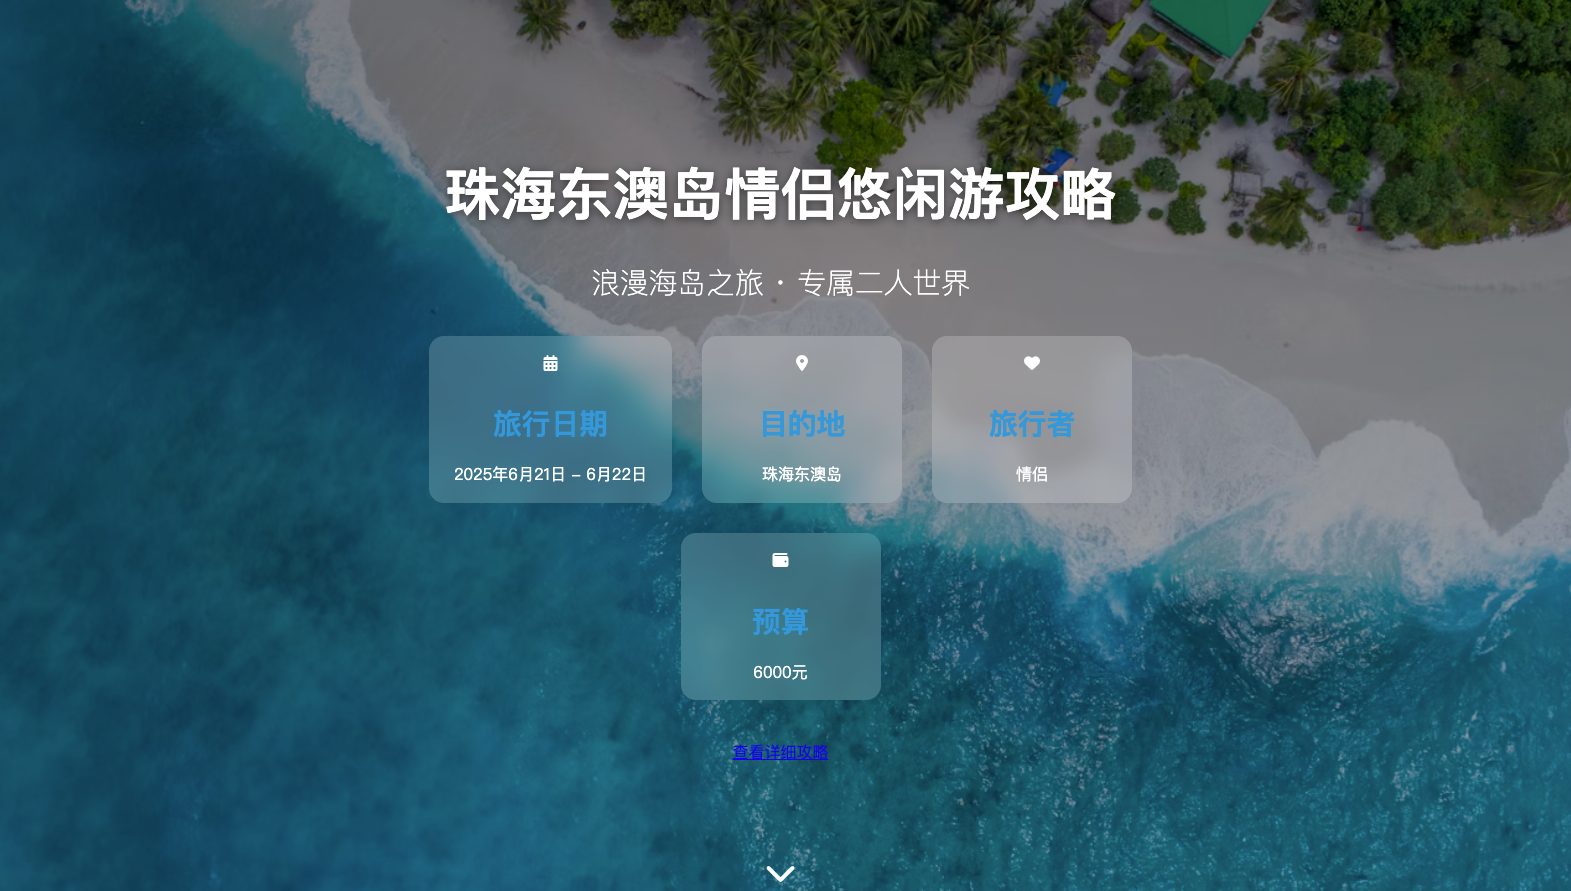 珠海东澳岛情侣悠闲游攻略
浪漫海岛之旅 · 专属二人世界
旅行日期
2025年6月21日 – 6月22日
目的地
珠海东澳岛
旅行者
情侣
预算
6000元
查看详细攻略